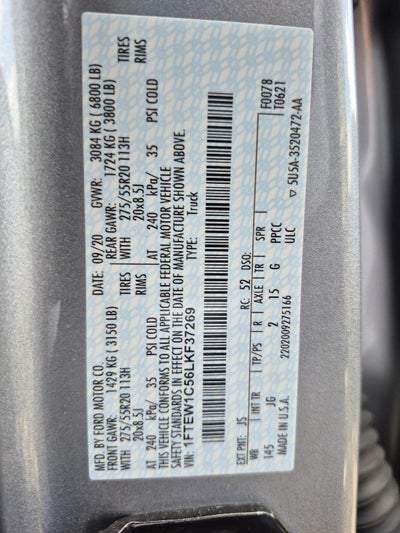 MFD. BY FORD MOTOR CO.
09/20 GVWR: 3084 KG ( 6800 LB)
FRONT GAWR: 1429 KG ( 3150 LB) REAR GAWR: 1724 KG ( 3800 LB)
275/55R20 113H TIRES WITH 275/55R20 113H TIRES
20x8.5J RIMS 20x8.5J RIMS
AT 240 kPa/ 35 PSI COLD AT 240 kPa/ 35 PSI COLD
THIS VEHICLE CONFORMS TO ALL APPLICABLE FEDERAL MOTOR VEHICLE
SAFETY STANDARDS IN EFFECT ON THE DATE OF MANUFACTURE SHOWN ABOVE.
VIN: 1FTEW1C56LKF37269 TYPE: Truck
F0078
T0621
EXT PNT: JS RC: 52 DSO:
WB INT TR TP/PS R AXLE TR SPR
145 JG 2 15 G PPCC
ULC
MADE IN U.S.A. 2202009275166
5U5A-3520472-AA